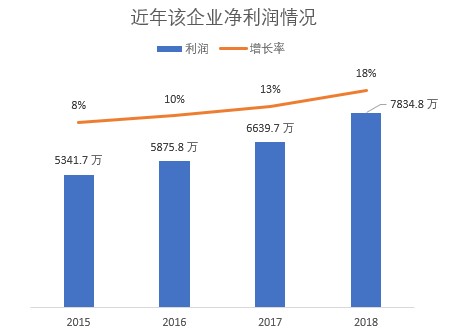 近年该企业净利润情况
利润 增长率
8% 10% 13% 18%
5341.7 万 5875.8 万 6639.7 万 7834.8 万
2015 2016 2017 2018